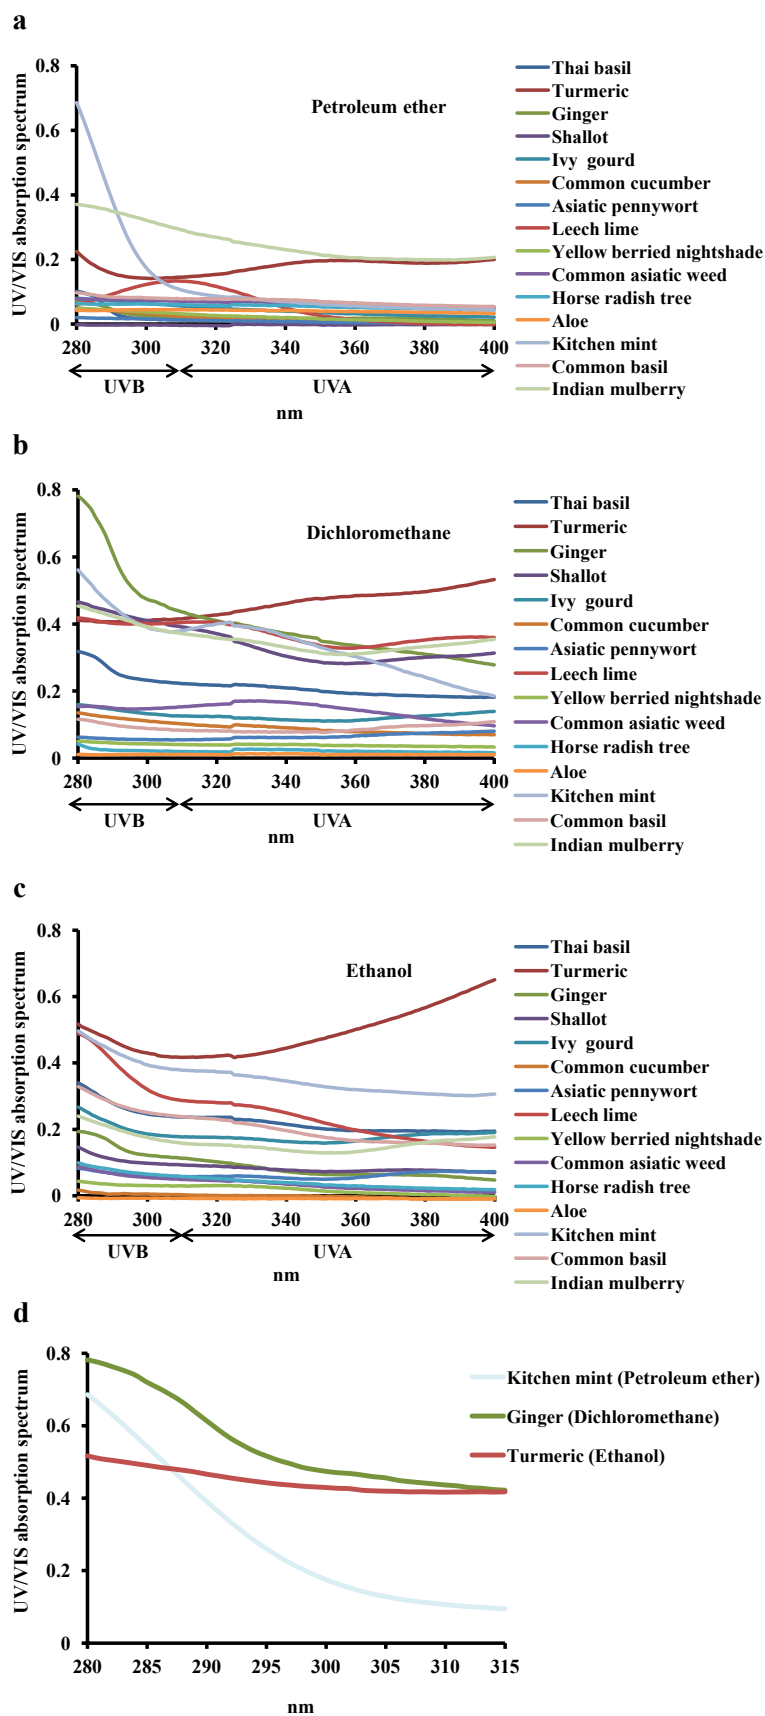 a
UV/VIS absorption spectrum
0.8
0.6
0.4
0.2
0
Petroleum ether
280 300 320 340 360 380 400
UVB UVA
nm
Thai basil
Turmeric
Ginger
Shallot
Ivy gourd
Common cucumber
Asiatic pennywort
Leech lime
Yellow berried nightshade
Common asiatic weed
Horse radish tree
Aloe
Kitchen mint
Common basil
Indian mulberry
b
UV/VIS absorption spectrum
0.8
0.6
0.4
0.2
0
Dichloromethane
280 300 320 340 360 380 400
UVB UVA
nm
Thai basil
Turmeric
Ginger
Shallot
Ivy gourd
Common cucumber
Asiatic pennywort
Leech lime
Yellow berried nightshade
Common asiatic weed
Horse radish tree
Aloe
Kitchen mint
Common basil
Indian mulberry
c
UV/VIS absorption spectrum
0.8
0.6
0.4
0.2
0
Ethanol
280 300 320 340 360 380 400
UVB UVA
nm
Thai basil
Turmeric
Ginger
Shallot
Ivy gourd
Common cucumber
Asiatic pennywort
Leech lime
Yellow berried nightshade
Common asiatic weed
Horse radish tree
Aloe
Kitchen mint
Common basil
Indian mulberry
d
UV/VIS absorption spectrum
0.8
0.6
0.4
0.2
0
280 285 290 295 300 305 310 315
nm
Kitchen mint (Petroleum ether)
Ginger (Dichloromethane)
Turmeric (Ethanol)